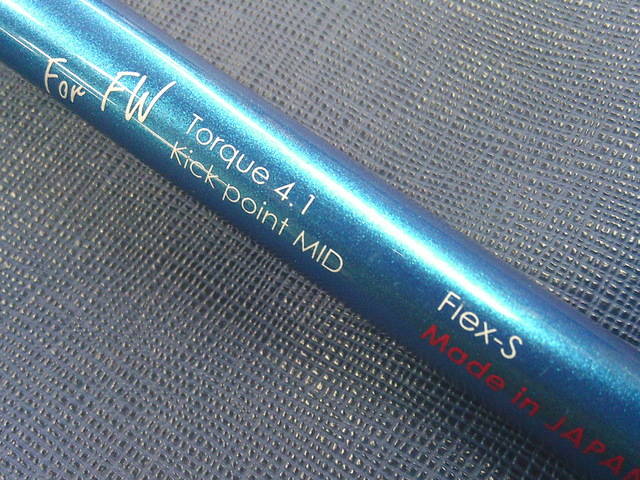 For FW
Torque 4.1
Kick point MID
Flex-S
Made in JAPAN